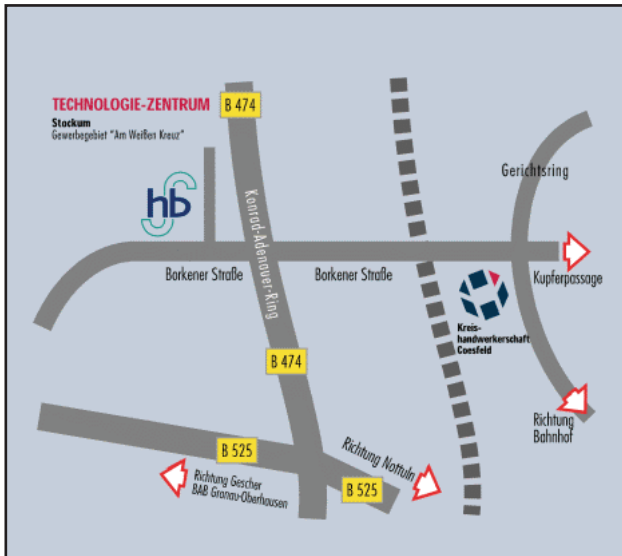 TECHNOLOGIE-ZENTRUM
B 474
Stockum
Gewerbegebiet "Am Weißen Kreuz"
hb
Gerichtsring
Konrad-Adenauer-Ring
Borkener Straße
Borkener Straße
Kupferpassage
Kreis-
handwerkerschaft
Coesfeld
B 474
Richtung
Bahnhof
B 525
Richtung Nottuln
Richtung Gescher
BAB Gronau-Oberhausen
B 525